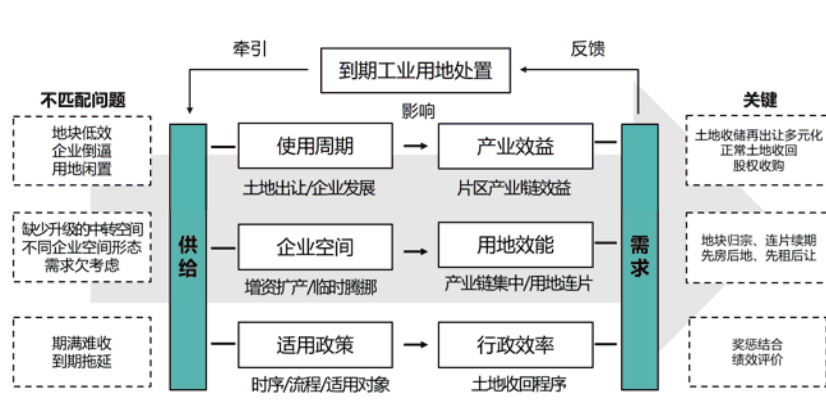 牵引
反馈
到期工业用地处置
不匹配问题
影响
关键
地块低效
企业倒逼
用地闲置
使用周期
产业效益
土地收储再出让多元化
正常土地收回
股权收购
土地出让/企业发展
片区产业链效益
缺少升级的中转空间
不同企业空间形态
需求欠考虑
供给
企业空间
用地效能
需求
地块归宗、连片续期
先房后地、先租后让
增资扩产/临时腾挪
产业链集中/用地连片
期满难收
到期拖延
适用政策
行政效率
奖惩结合
绩效评价
时序/流程/适用对象
土地收回程序